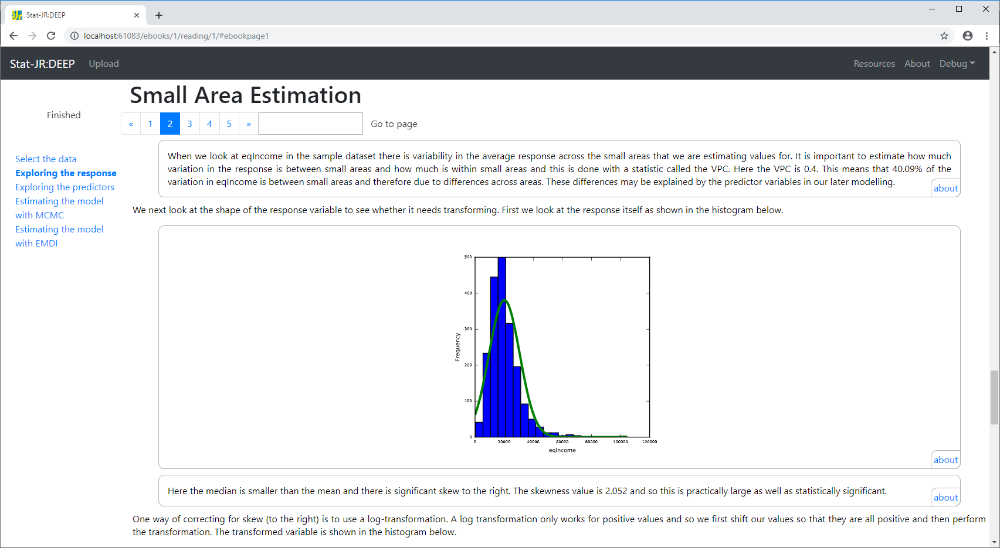 Stat-JR:DEEP
localhost:61083/ebooks/1/reading/1/#ebookpage1
Stat-JR:DEEP Upload Resources About Debug
Small Area Estimation
Finished
« 1 2 3 4 5 » Go to page
Select the data
Exploring the response
Exploring the predictors
Estimating the model
with MCMC
Estimating the model
with EMDI
When we look at eqIncome in the sample dataset there is variability in the average response across the small areas that we are estimating values for. It is important to estimate how much
variation in the response is between small areas and how much is within small areas and this is done with a statistic called the VPC. Here the VPC is 0.4. This means that 40.09% of the
variation in eqIncome is between small areas and therefore due to differences across areas. These differences may be explained by the predictor variables in our later modelling.
about
We next look at the shape of the response variable to see whether it needs transforming. First we look at the response itself as shown in the histogram below.
500
400
300
200
100
0
Frequency
0 20000 40000 60000 80000 100000 120000
eqIncome
about
Here the median is smaller than the mean and there is significant skew to the right. The skewness value is 2.052 and so this is practically large as well as statistically significant.
about
One way of correcting for skew (to the right) is to use a log-transformation. A log transformation only works for positive values and so we first shift our values so that they are all positive and then perform
the transformation. The transformed variable is shown in the histogram below.